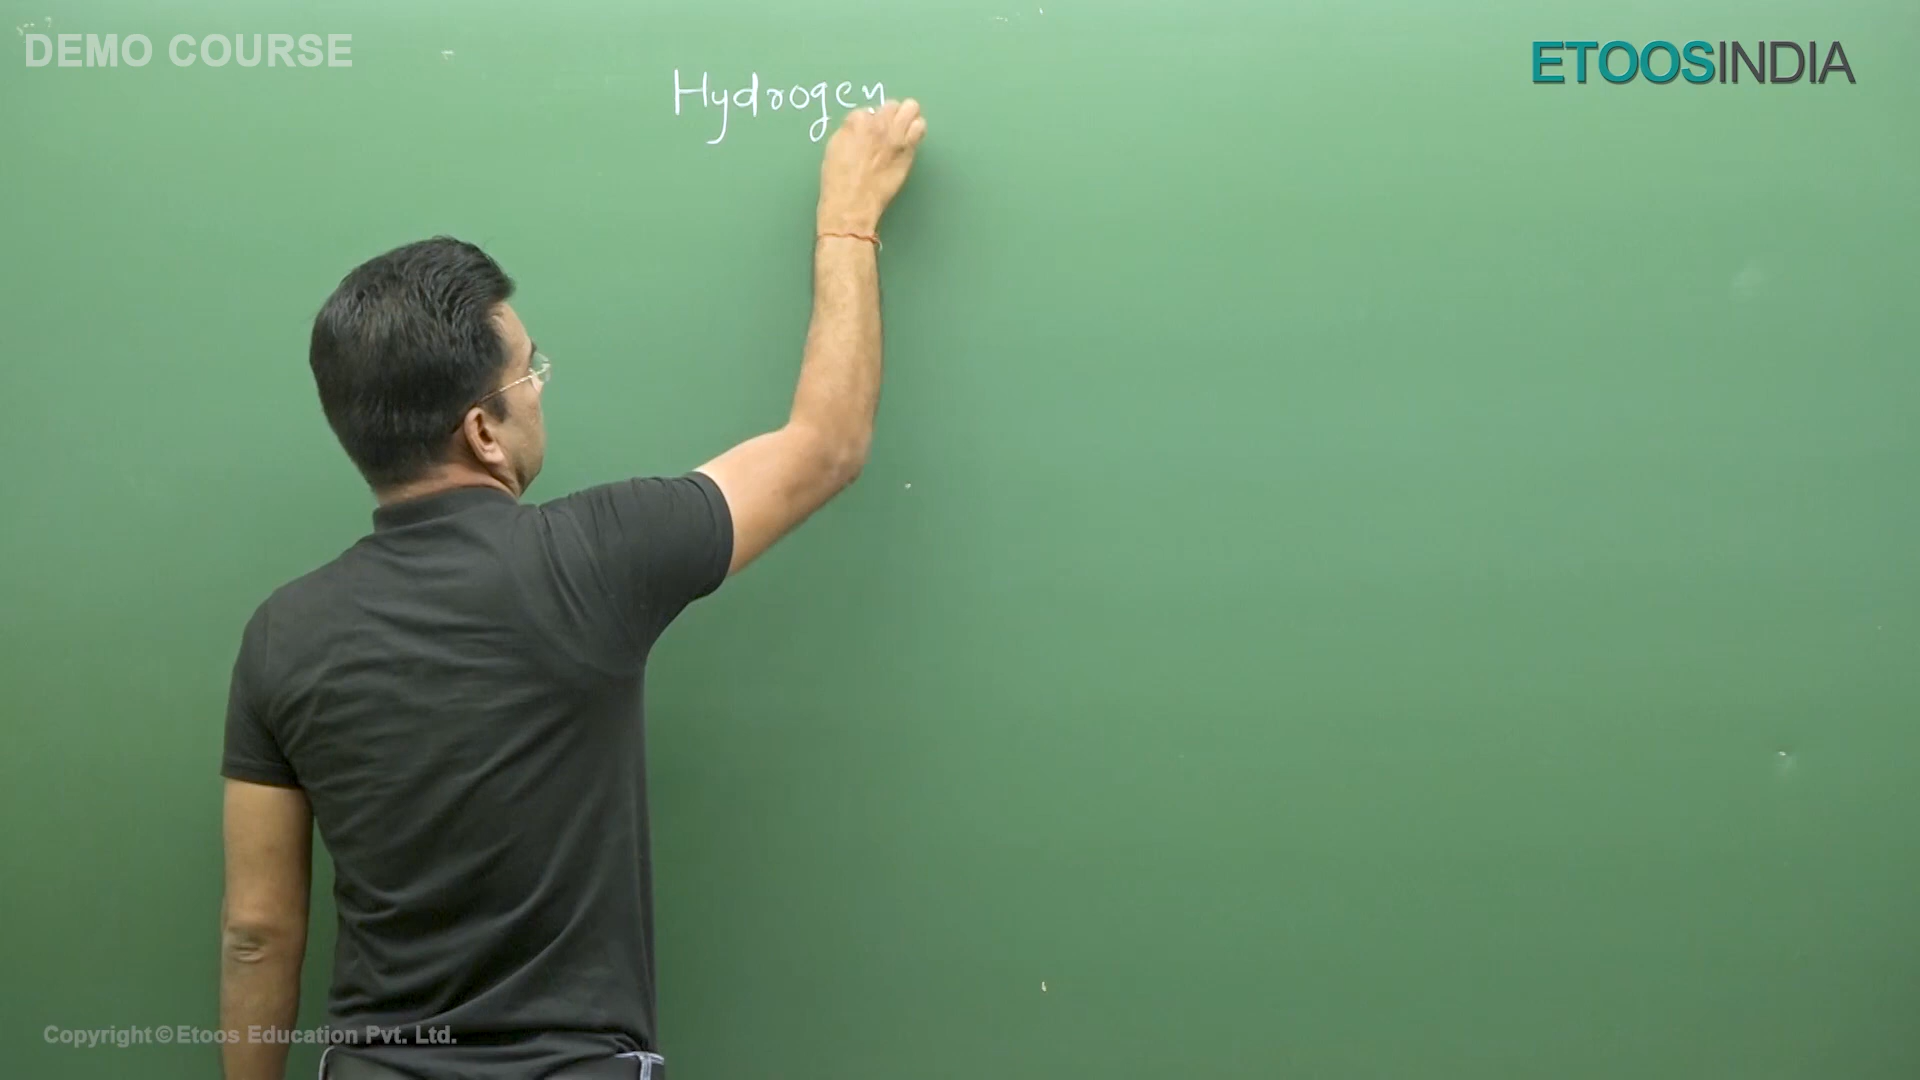 DEMO COURSE
ETOOSINDIA
Hydrogen
Copyright © Etoos Education Pvt. Ltd.